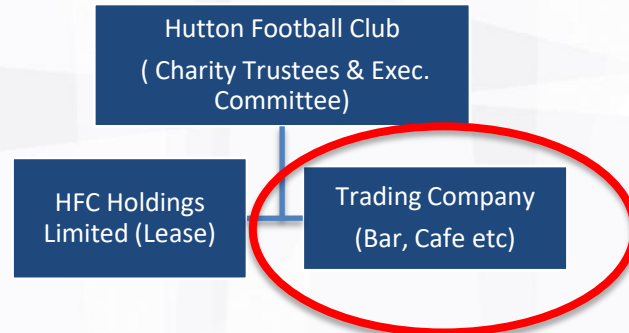 Hutton Football Club
( Charity Trustees & Exec.
Committee)
HFC Holdings
Limited (Lease)
Trading Company
(Bar, Cafe etc)